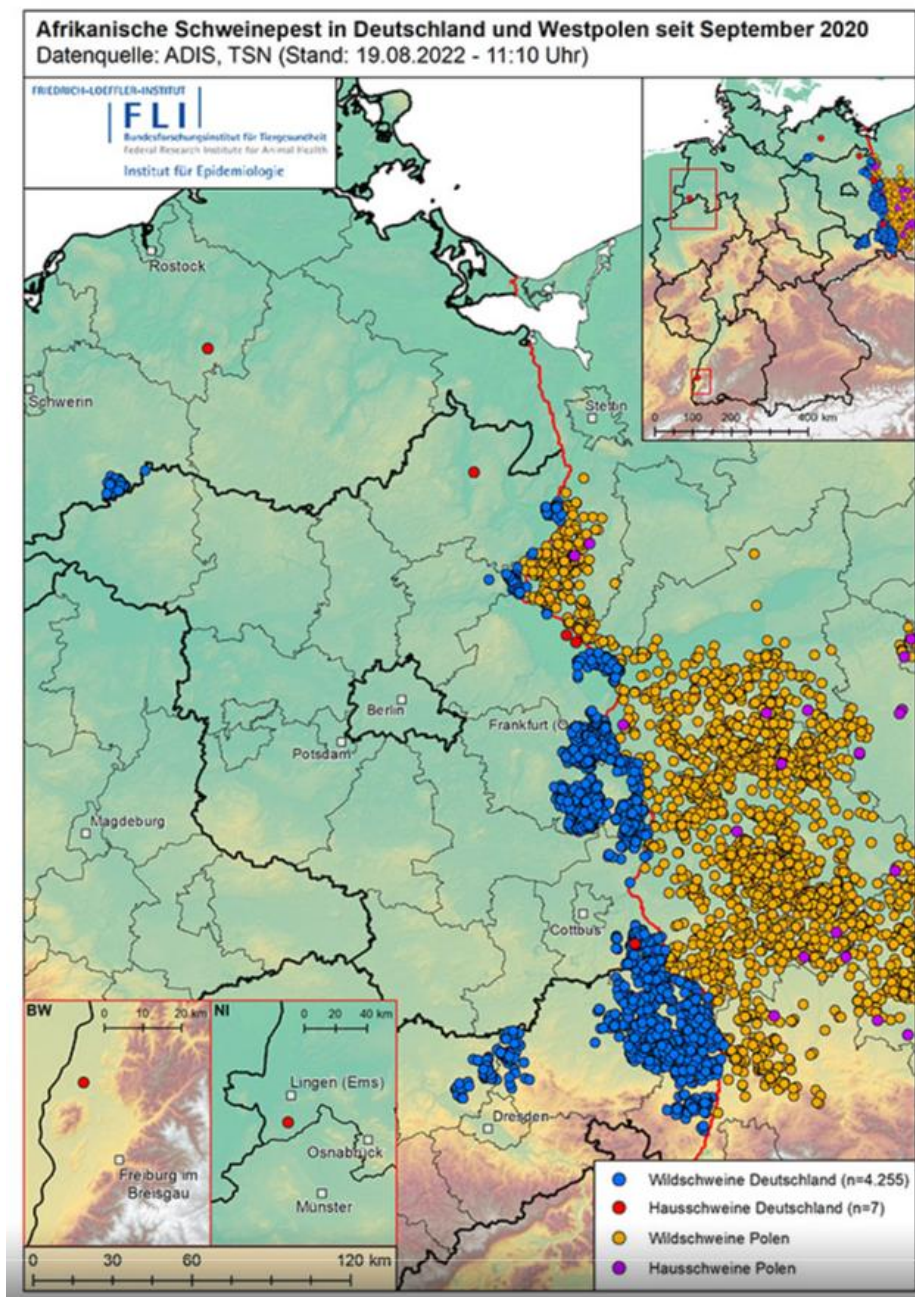 Afrikanische Schweinepest in Deutschland und Westpolen seit September 2020
Datenquelle: ADIS, TSN (Stand: 19.08.2022 - 11:10 Uhr)
FRIEDRICH-LOEFFLER-INSTITUT
FLI
Bundesforschungsinstitut für Tiergesundheit
Federal Research Institute for Animal Health
Institut für Epidemiologie
0 100 200 400 km
Rostock
Schwerin
Stettin
Berlin
Frankfurt (O
Potsdam
Magdeburg
Cottbus
Dresden
BW
0 10 20 km
Freiburg im
Breisgau
NI
0 20 40 km
Lingen (Ems)
Osnabrück
Münster
0 30 60 120 km
Wildschweine Deutschland (n=4.255)
Hausschweine Deutschland (n=7)
Wildschweine Polen
Hausschweine Polen